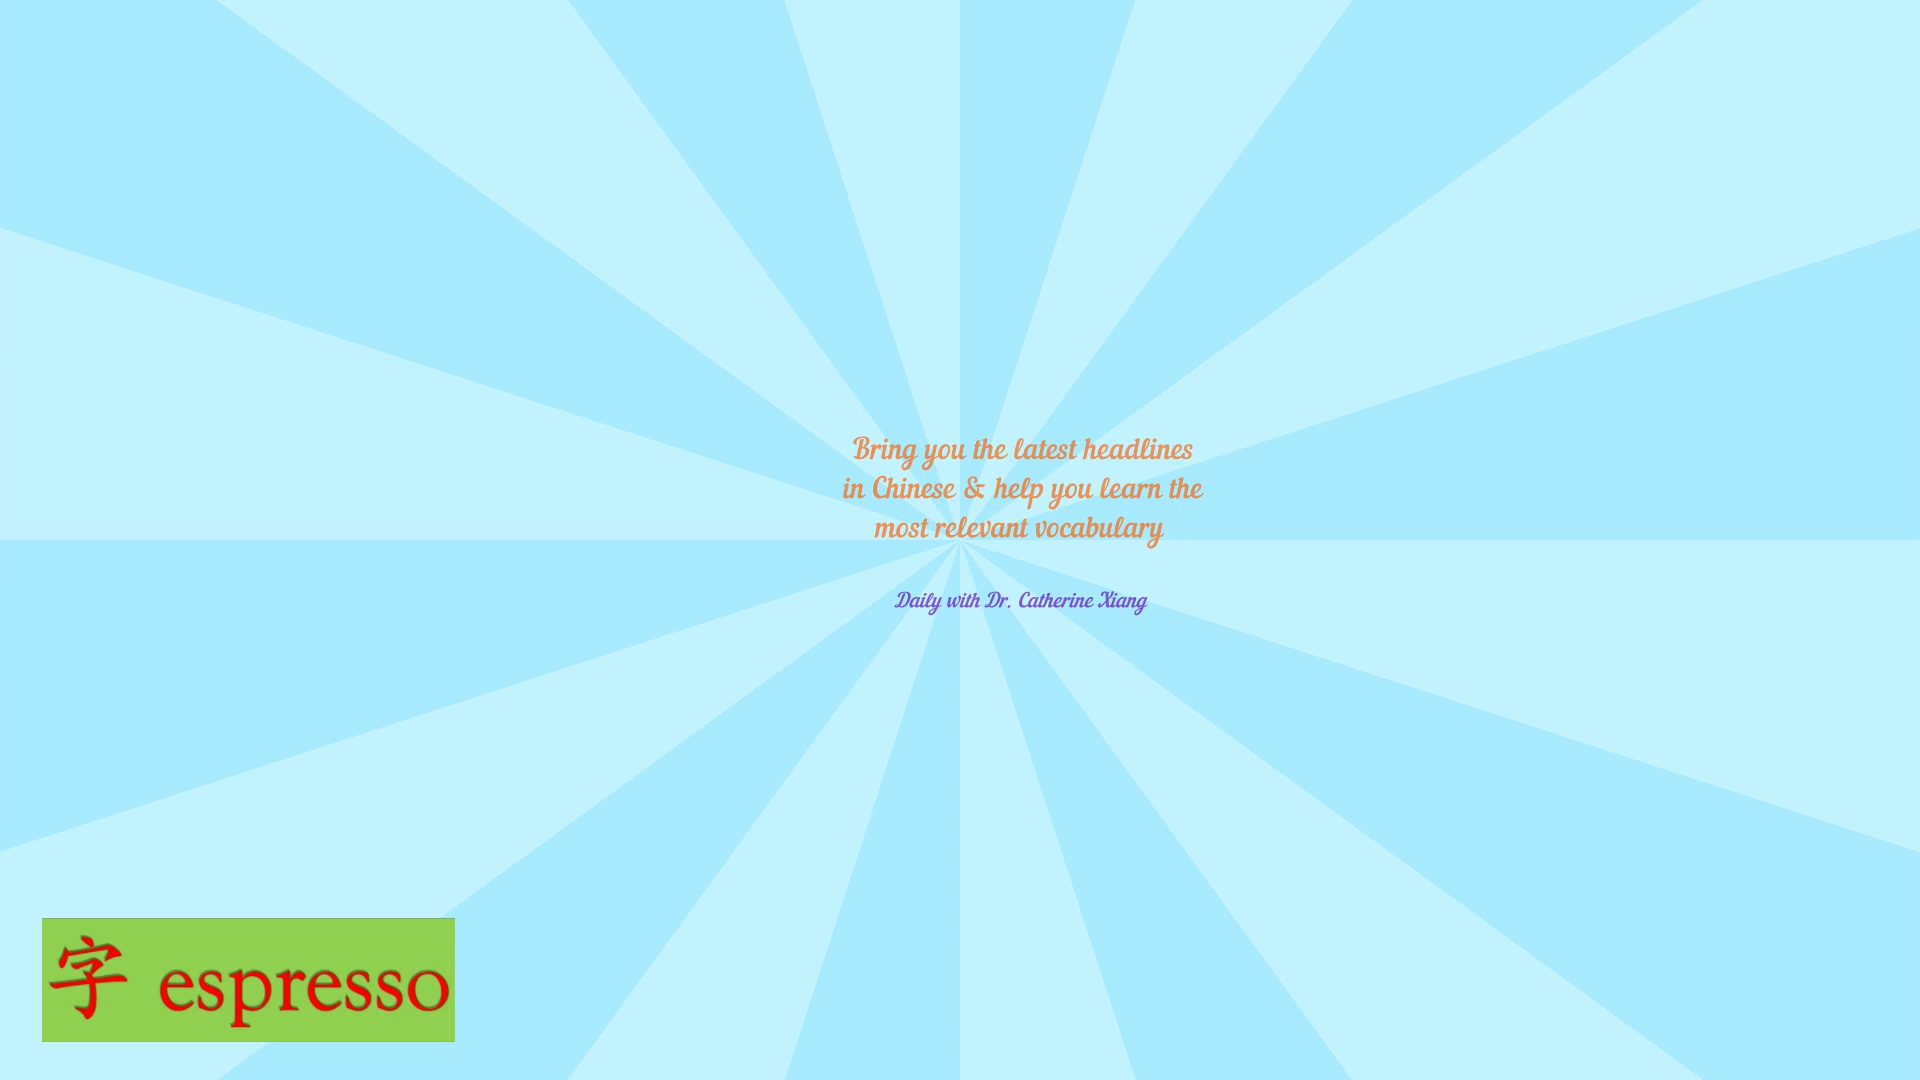 Bring you the latest headlines
in Chinese & help you learn the
most relevant vocabulary
Daily with Dr. Catherine Xiang
字 espresso